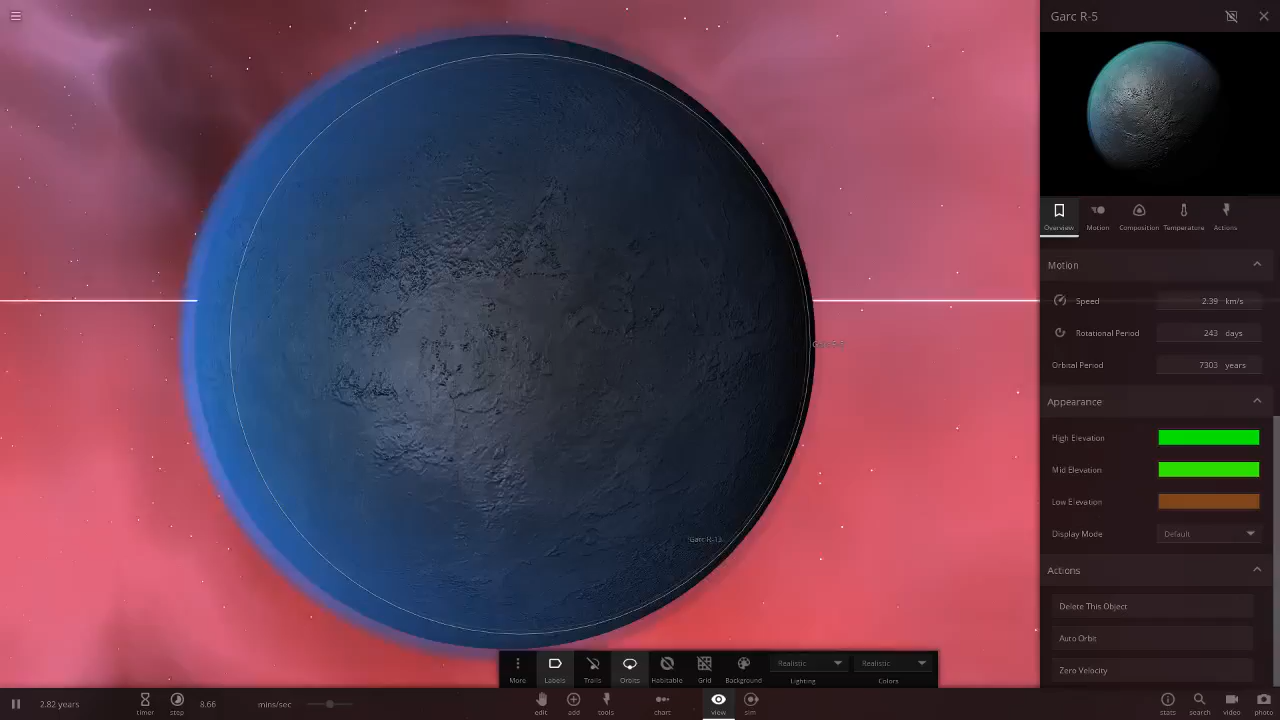 Garc R-5
Overview
Motion
Composition
Temperature
Actions
Motion
Speed 2.39 km/s
Rotational Period 243 days
Orbital Period 7303 years
Appearance
High Elevation
Mid Elevation
Low Elevation
Display Mode Default
Actions
Delete This Object
Auto Orbit
Zero Velocity
Garc R-13
More
Labels
Trails
Orbits
Habitable
Grid
Background
Realistic
Lighting
Realistic
Colors
2.82 years
timer
step
8.66 mins/sec
edit
add
tools
chart
view
sim
stats
search
video
photo